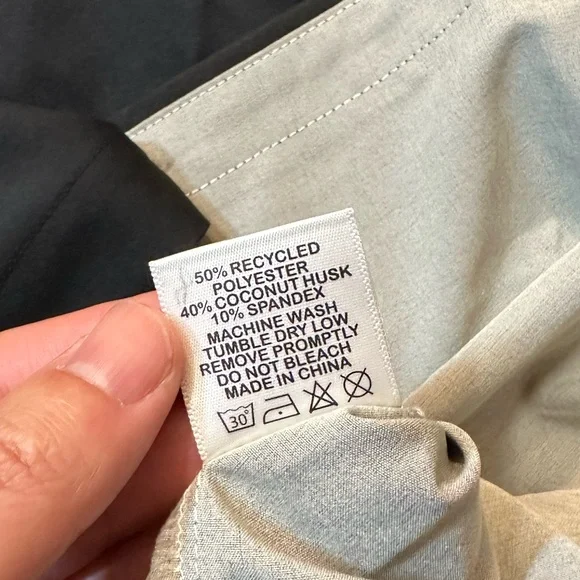 50% RECYCLED
POLYESTER
40% COCONUT HUSK
10% SPANDEX
MACHINE WASH
TUMBLE DRY LOW
REMOVE PROMPTLY
DO NOT BLEACH
MADE IN CHINA
30°